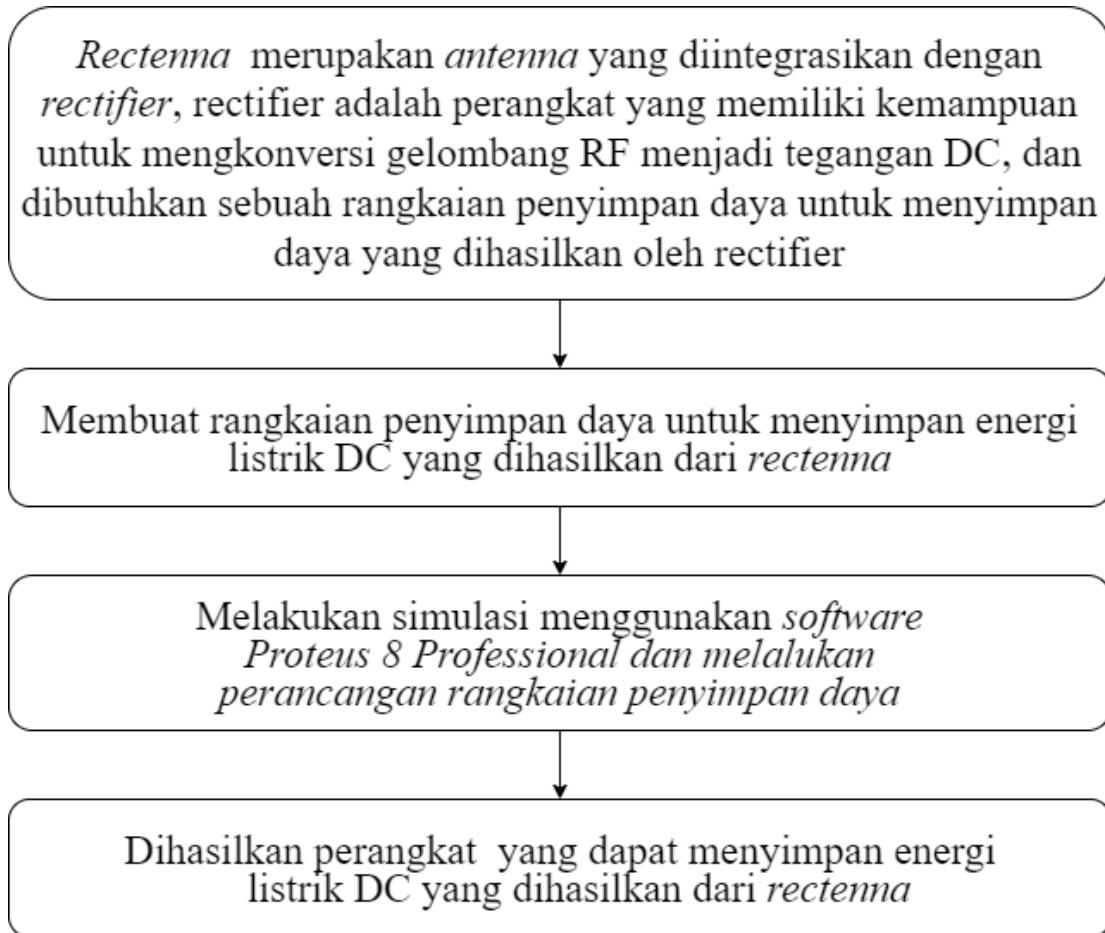 Rectenna merupakan antenna yang diintegrasikan dengan
rectifier, rectifier adalah perangkat yang memiliki kemampuan
untuk mengkonversi gelombang RF menjadi tegangan DC, dan
dibutuhkan sebuah rangkaian penyimpan daya untuk menyimpan
daya yang dihasilkan oleh rectifier
Membuat rangkaian penyimpan daya untuk menyimpan energi
listrik DC yang dihasilkan dari rectenna
Melakukan simulasi menggunakan software
Proteus 8 Professional dan melalukan
perancangan rangkaian penyimpan daya
Dihasilkan perangkat yang dapat menyimpan energi
listrik DC yang dihasilkan dari rectenna